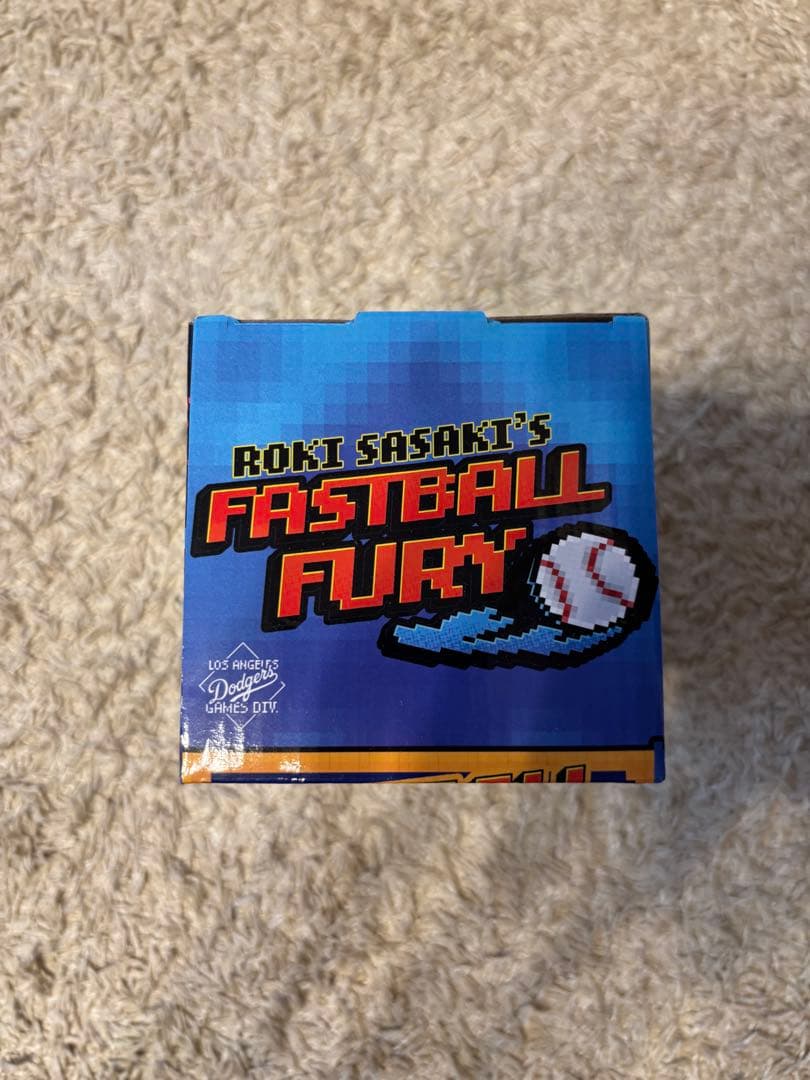 ROKI SASAKI'S
FASTBALL
FURY
LOS ANGELES
Dodgers
GAMES DIV.